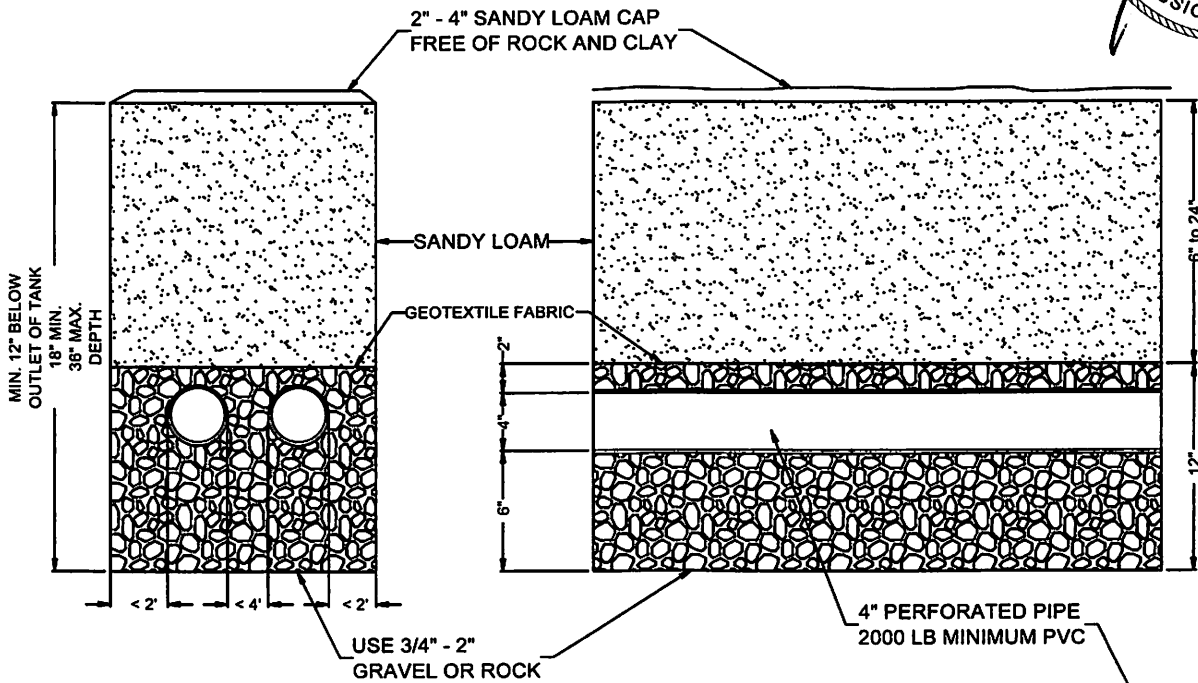 2" - 4" SANDY LOAM CAP
FREE OF ROCK AND CLAY
MIN. 12" BELOW
OUTLET OF TANK
18" MIN.
36" MAX.
DEPTH
SANDY LOAM
GEOTEXTILE FABRIC
6" to 24"
2"
4"
6"
12"
< 2'
< 4'
< 2'
USE 3/4" - 2"
GRAVEL OR ROCK
4" PERFORATED PIPE
2000 LB MINIMUM PVC